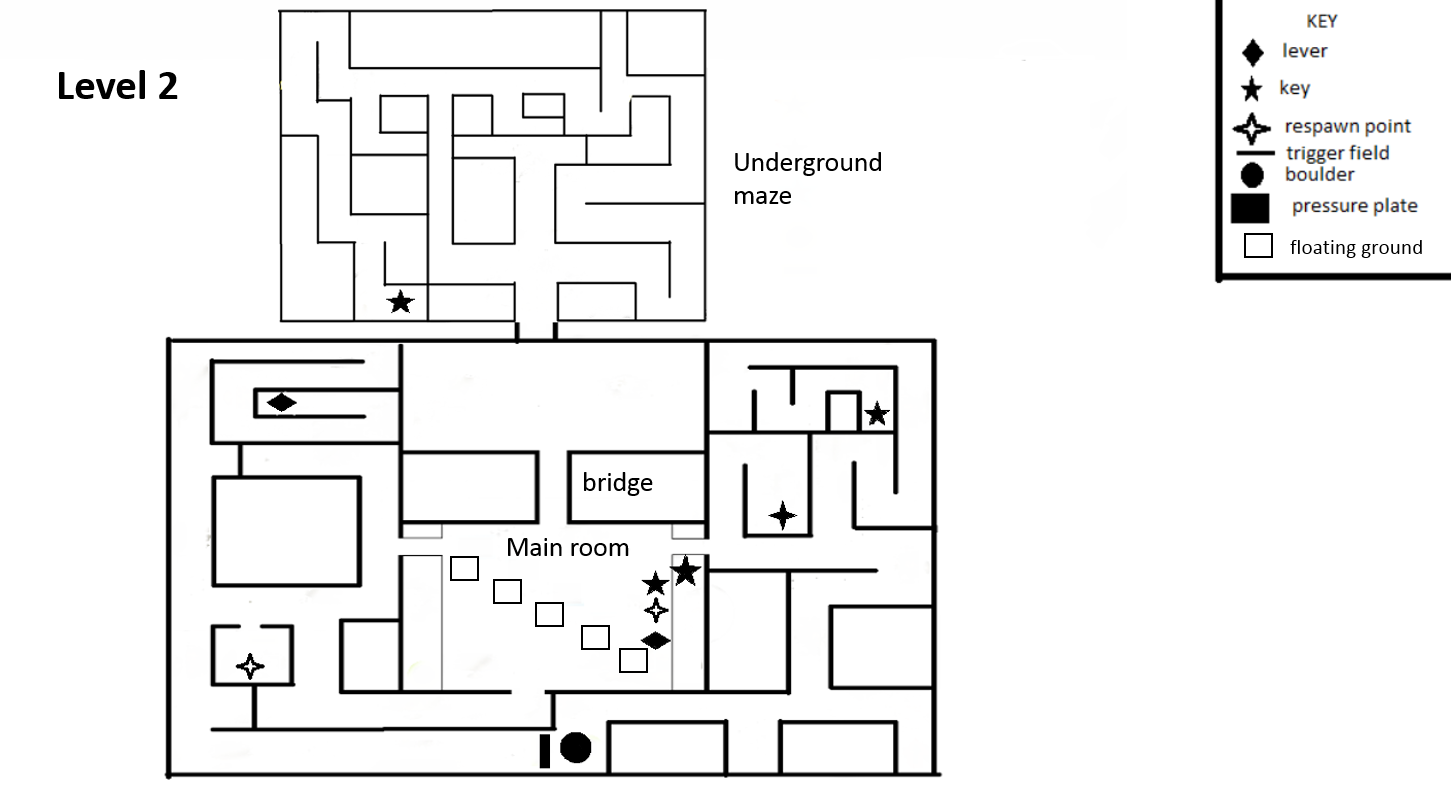 Level 2
Underground
maze
KEY
lever
key
respawn point
trigger field
boulder
pressure plate
floating ground
bridge
Main room